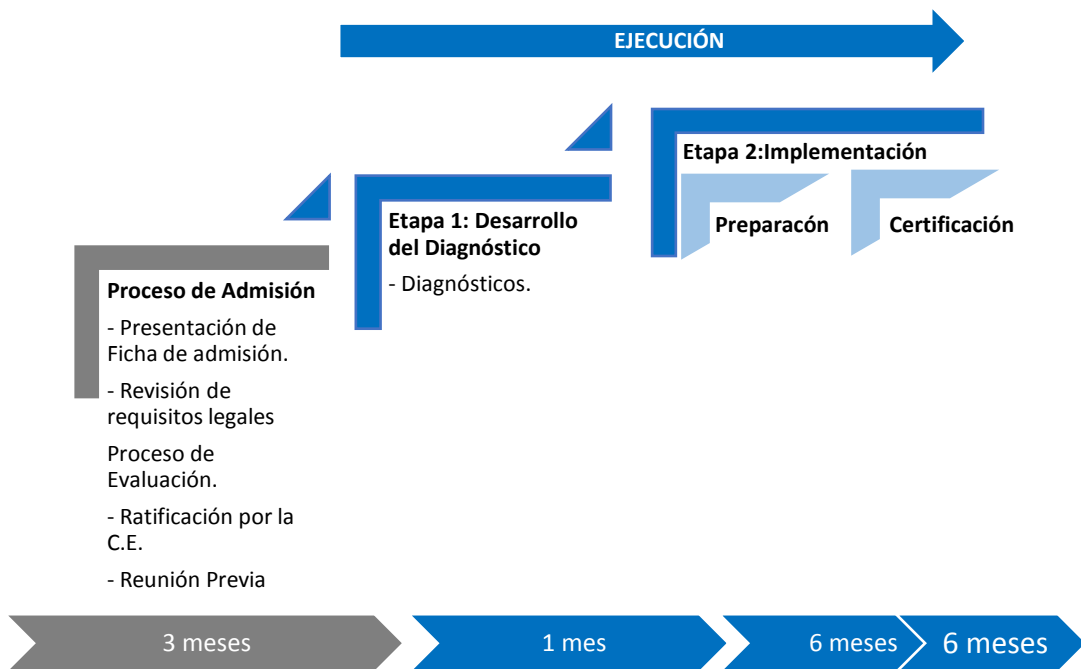 EJECUCIÓN
Etapa 2:Implementación
Preparacón
Certificación
Etapa 1: Desarrollo
del Diagnóstico
- Diagnósticos.
Proceso de Admisión
- Presentación de
Ficha de admisión.
- Revisión de
requisitos legales
Proceso de
Evaluación.
- Ratificación por la
C.E.
- Reunión Previa
3 meses
1 mes
6 meses
6 meses